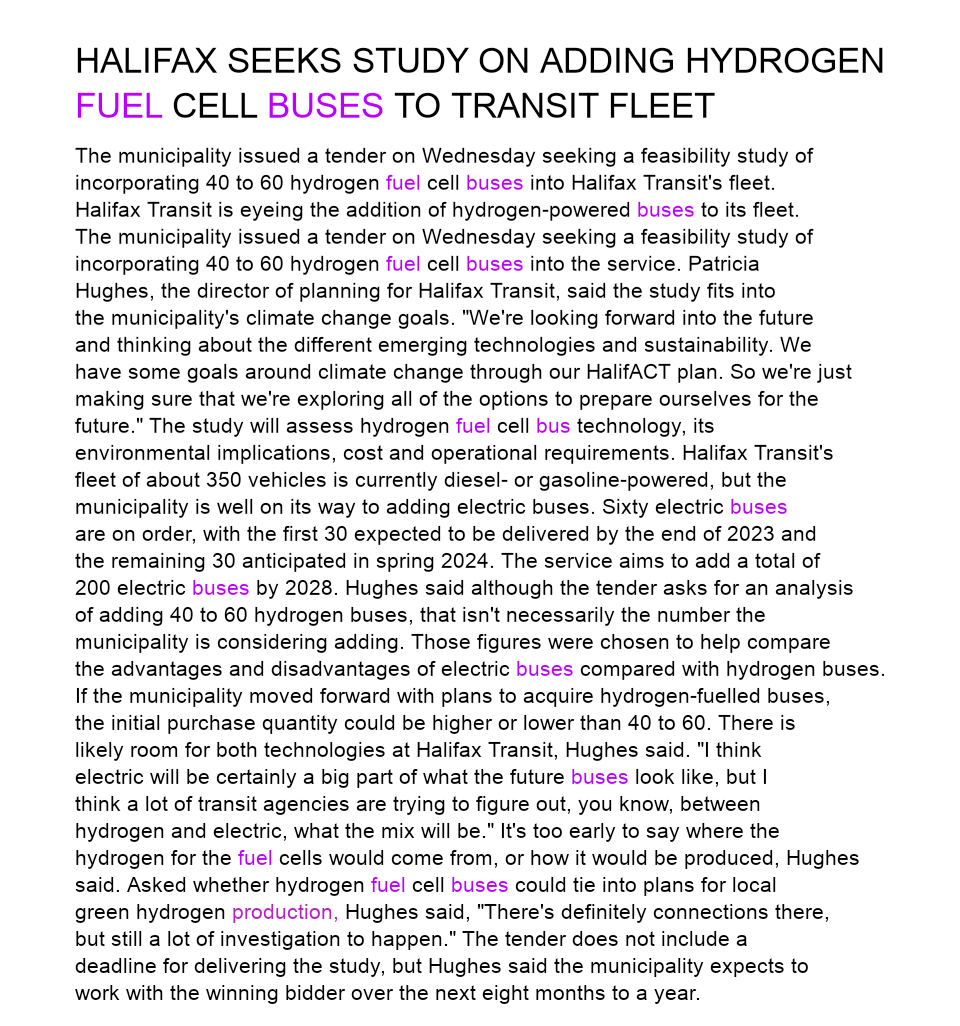 HALIFAX SEEKS STUDY ON ADDING HYDROGEN
FUEL CELL BUSES TO TRANSIT FLEET
The municipality issued a tender on Wednesday seeking a feasibility study of
incorporating 40 to 60 hydrogen fuel cell buses into Halifax Transit's fleet.
Halifax Transit is eyeing the addition of hydrogen-powered buses to its fleet.
The municipality issued a tender on Wednesday seeking a feasibility study of
incorporating 40 to 60 hydrogen fuel cell buses into the service. Patricia
Hughes, the director of planning for Halifax Transit, said the study fits into
the municipality's climate change goals. "We're looking forward into the future
and thinking about the different emerging technologies and sustainability. We
have some goals around climate change through our HalifACT plan. So we're just
making sure that we're exploring all of the options to prepare ourselves for the
future." The study will assess hydrogen fuel cell bus technology, its
environmental implications, cost and operational requirements. Halifax Transit's
fleet of about 350 vehicles is currently diesel- or gasoline-powered, but the
municipality is well on its way to adding electric buses. Sixty electric buses
are on order, with the first 30 expected to be delivered by the end of 2023 and
the remaining 30 anticipated in spring 2024. The service aims to add a total of
200 electric buses by 2028. Hughes said although the tender asks for an analysis
of adding 40 to 60 hydrogen buses, that isn't necessarily the number the
municipality is considering adding. Those figures were chosen to help compare
the advantages and disadvantages of electric buses compared with hydrogen buses.
If the municipality moved forward with plans to acquire hydrogen-fuelled buses,
the initial purchase quantity could be higher or lower than 40 to 60. There is
likely room for both technologies at Halifax Transit, Hughes said. "I think
electric will be certainly a big part of what the future buses look like, but I
think a lot of transit agencies are trying to figure out, you know, between
hydrogen and electric, what the mix will be." It's too early to say where the
hydrogen for the fuel cells would come from, or how it would be produced, Hughes
said. Asked whether hydrogen fuel cell buses could tie into plans for local
green hydrogen production, Hughes said, "There's definitely connections there,
but still a lot of investigation to happen." The tender does not include a
deadline for delivering the study, but Hughes said the municipality expects to
work with the winning bidder over the next eight months to a year.